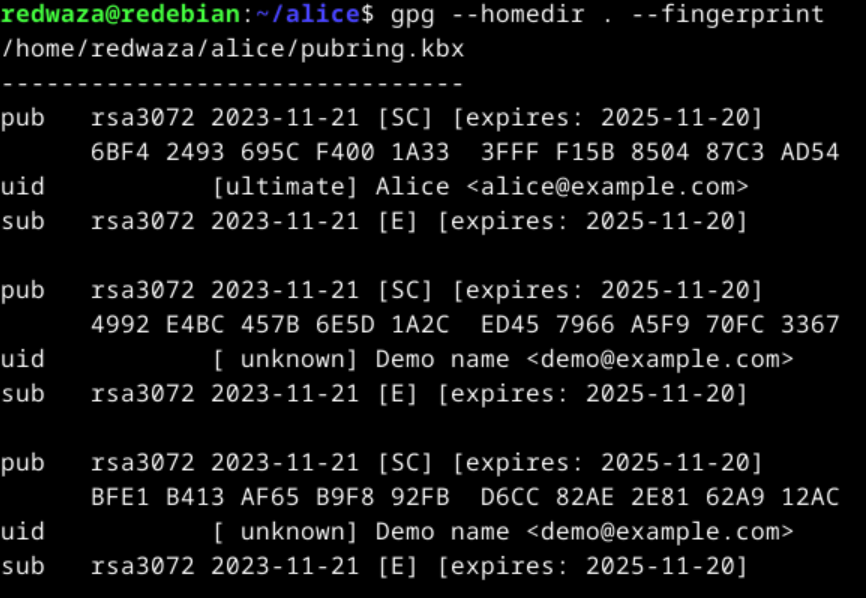 redwaza@redebian:~/alice$ gpg --homedir . --fingerprint
/home/redwaza/alice/pubring.kbx
-------------------------------
pub   rsa3072 2023-11-21 [SC] [expires: 2025-11-20]
      6BF4 2493 695C F400 1A33  3FFF F15B 8504 87C3 AD54
uid           [ultimate] Alice <alice@example.com>
sub   rsa3072 2023-11-21 [E] [expires: 2025-11-20]

pub   rsa3072 2023-11-21 [SC] [expires: 2025-11-20]
      4992 E4BC 457B 6E5D 1A2C  ED45 7966 A5F9 70FC 3367
uid           [ unknown] Demo name <demo@example.com>
sub   rsa3072 2023-11-21 [E] [expires: 2025-11-20]

pub   rsa3072 2023-11-21 [SC] [expires: 2025-11-20]
      BFE1 B413 AF65 B9F8 92FB  D6CC 82AE 2E81 62A9 12AC
uid           [ unknown] Demo name <demo@example.com>
sub   rsa3072 2023-11-21 [E] [expires: 2025-11-20]